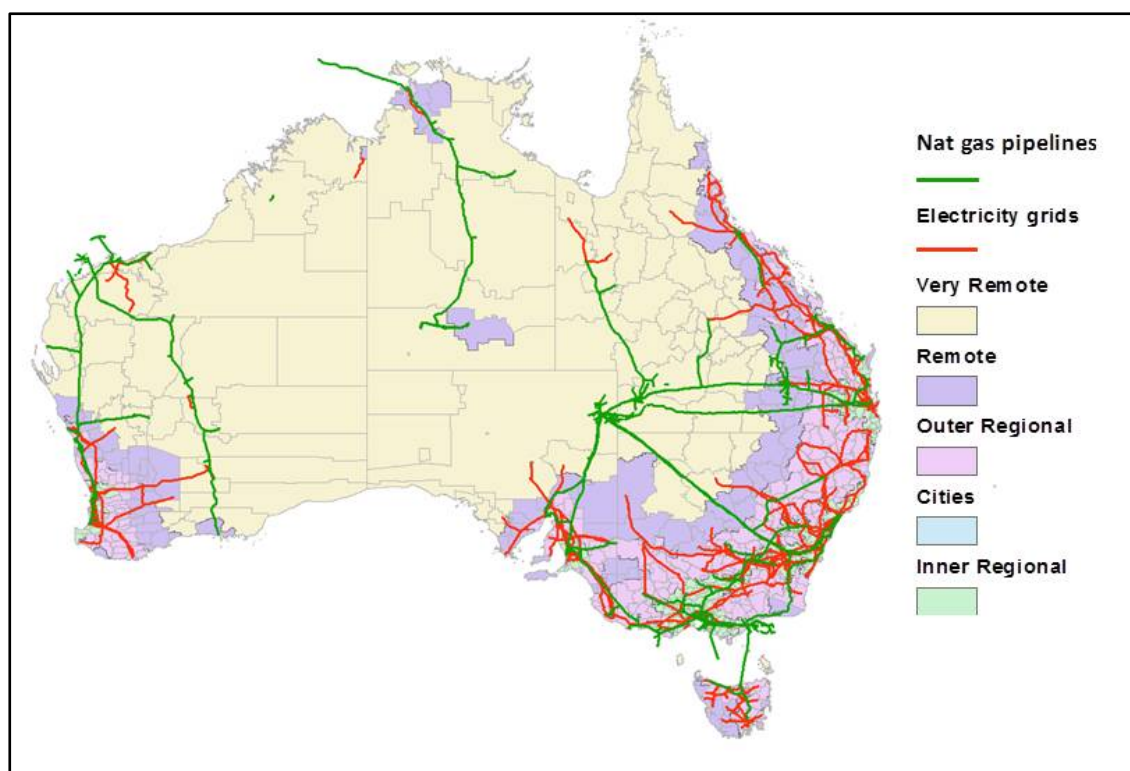 Nat gas pipelines
Electricity grids
Very Remote
Remote
Outer Regional
Cities
Inner Regional